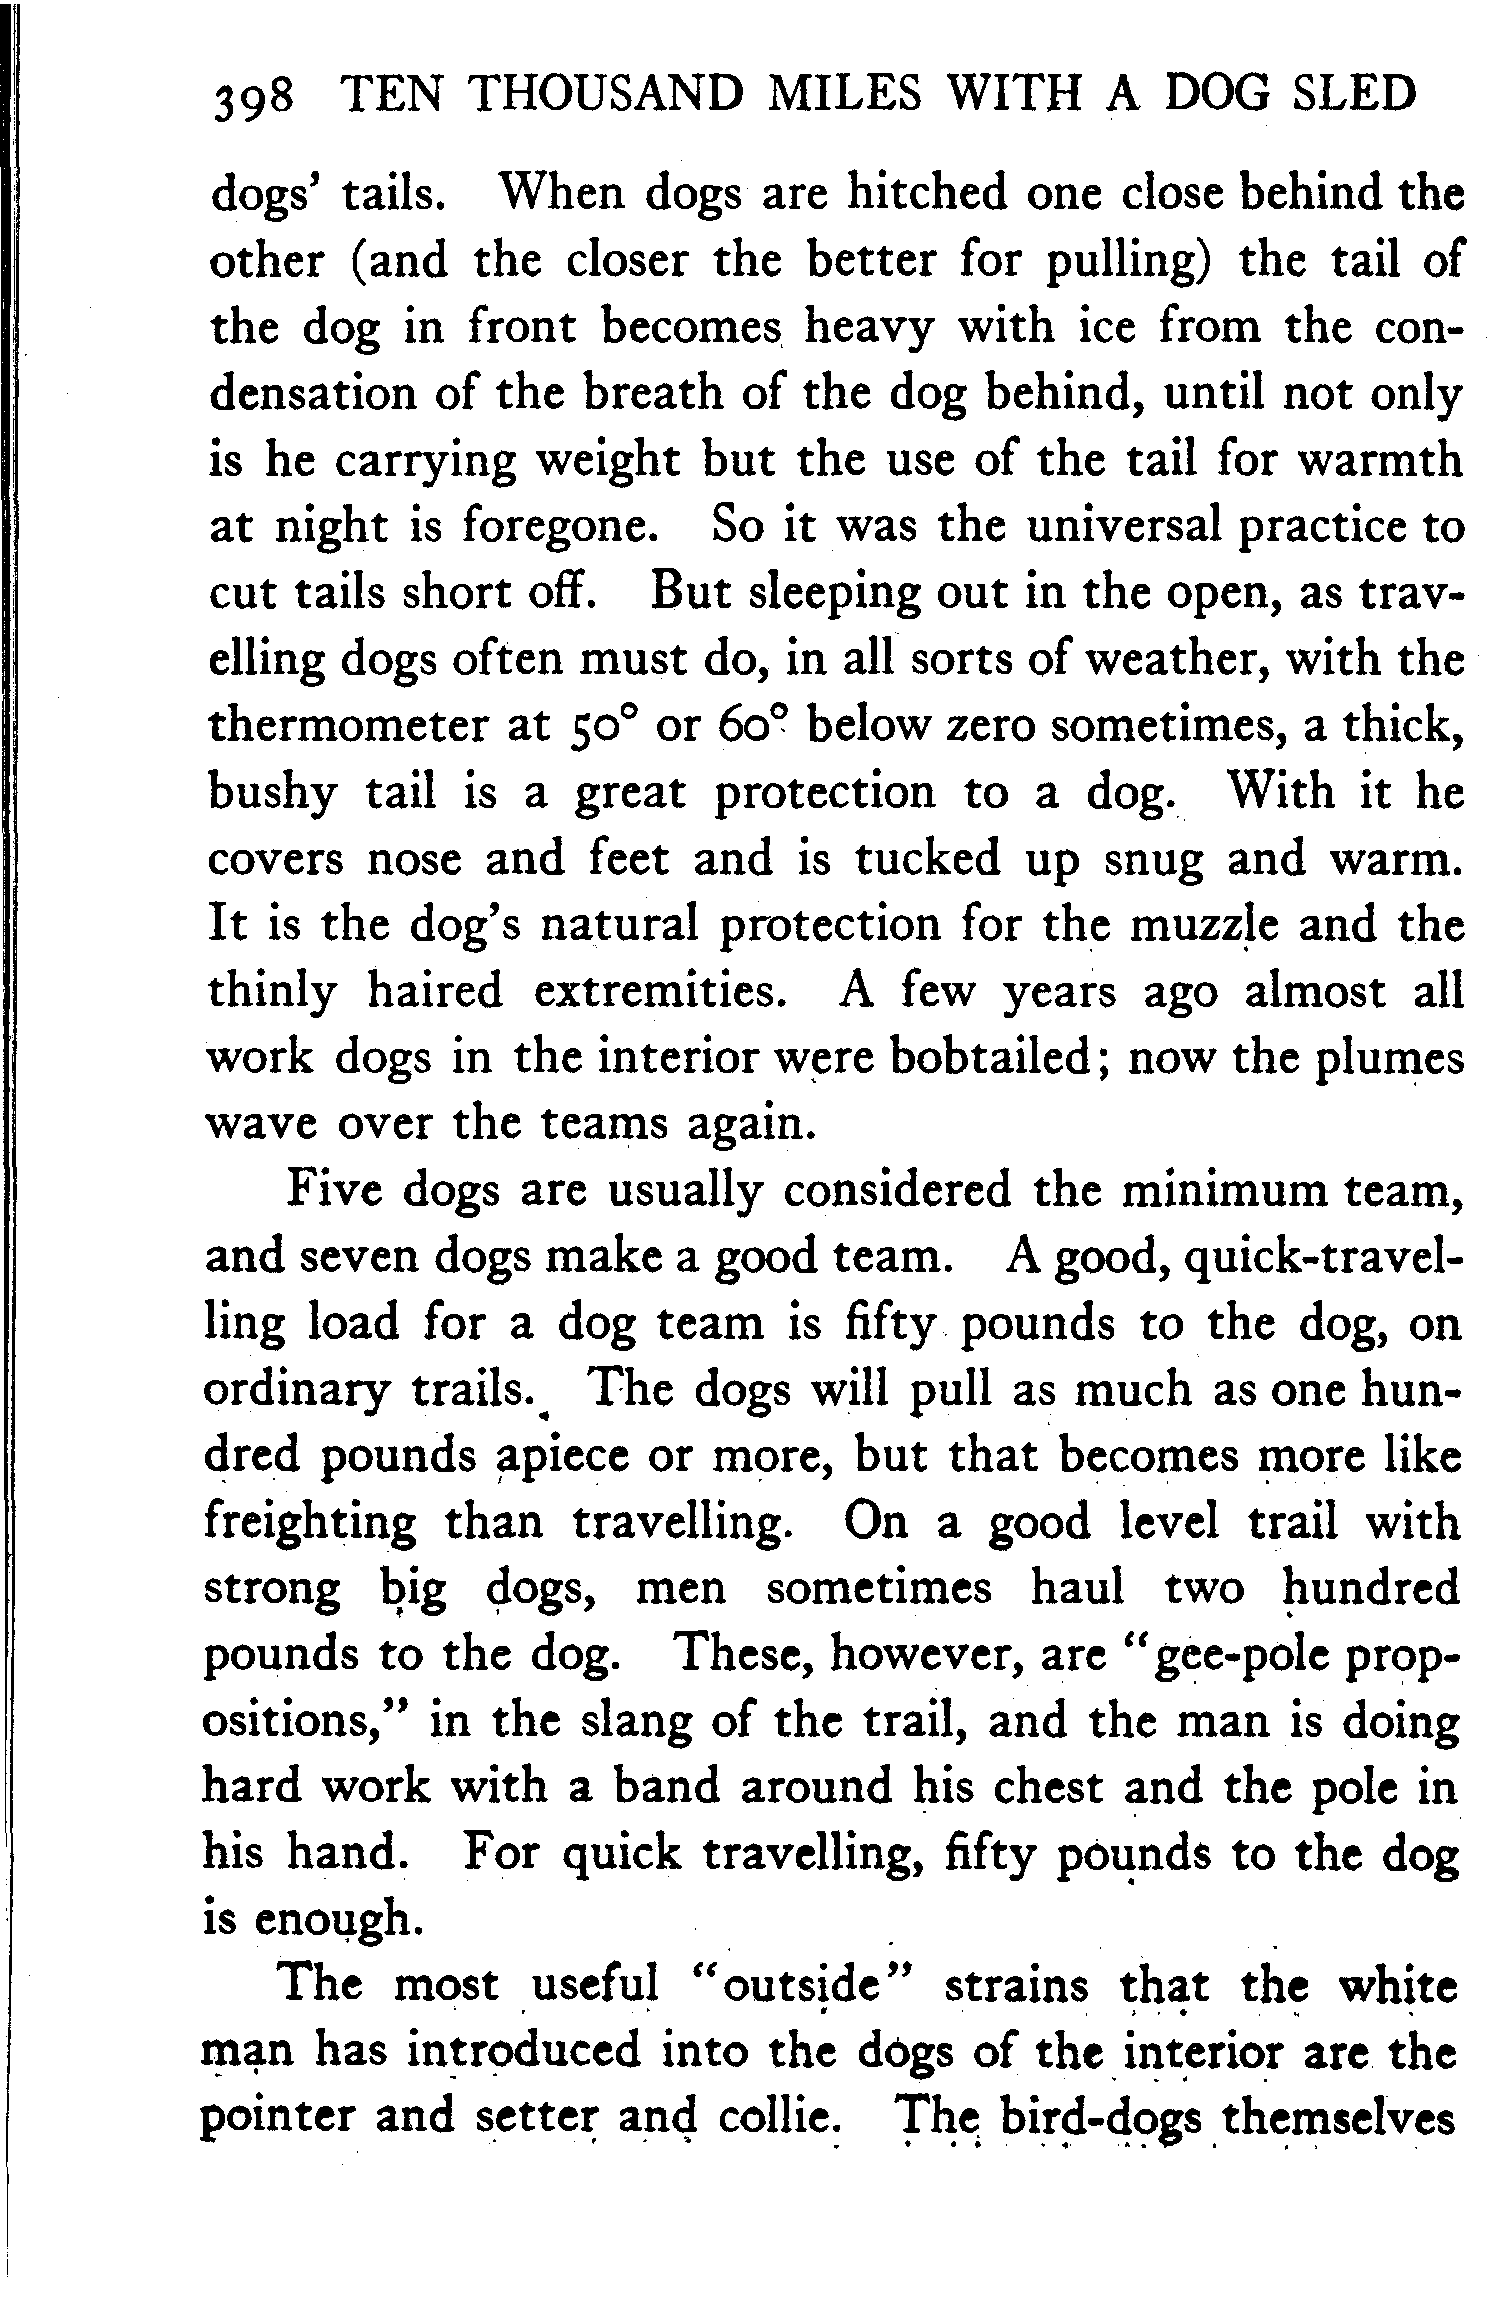 398 TEN THOUSAND MILES WITH A DOG SLED
dogs' tails. When dogs are hitched one close behind the
other (and the closer the better for pulling) the tail of
the dog in front becomes heavy with ice from the con-
densation of the breath of the dog behind, until not only
is he carrying weight but the use of the tail for warmth
at night is foregone. So it was the universal practice to
cut tails short off. But sleeping out in the open, as trav-
elling dogs often must do, in all sorts of weather, with the
thermometer at 50° or 60° below zero sometimes, a thick,
bushy tail is a great protection to a dog. With it he
covers nose and feet and is tucked up snug and warm.
It is the dog's natural protection for the muzzle and the
thinly haired extremities. A few years ago almost all
work dogs in the interior were bobtailed; now the plumes
wave over the teams again.
Five dogs are usually considered the minimum team,
and seven dogs make a good team. A good, quick-travel-
ling load for a dog team is fifty pounds to the dog, on
ordinary trails. The dogs will pull as much as one hun-
dred pounds apiece or more, but that becomes more like
freighting than travelling. On a good level trail with
strong big dogs, men sometimes haul two hundred
pounds to the dog. These, however, are "gee-pole prop-
ositions," in the slang of the trail, and the man is doing
hard work with a band around his chest and the pole in
his hand. For quick travelling, fifty pounds to the dog
is enough.
The most useful "outside" strains that the white
man has introduced into the dogs of the interior are the
pointer and setter and collie. The bird-dogs themselves